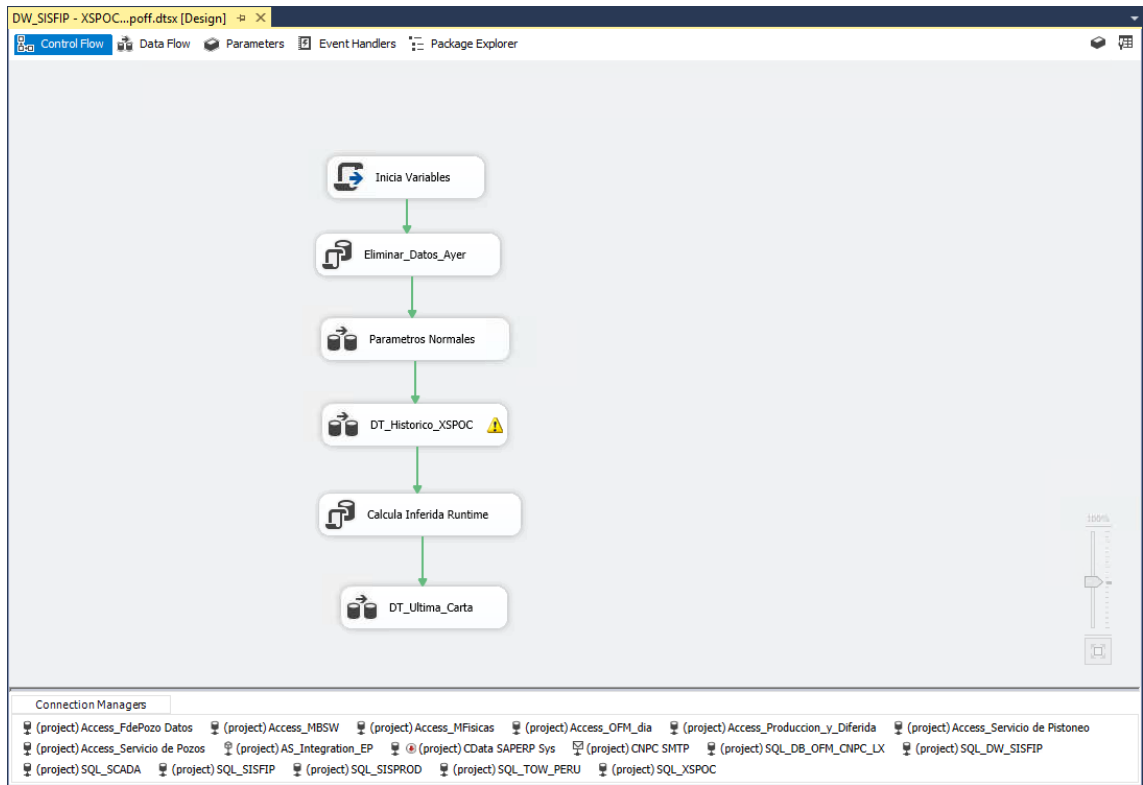 DW_SISFIP - XSPOC...poff.dtsx [Design]
Control Flow Data Flow Parameters Event Handlers Package Explorer
Inicia Variables
Eliminar_Datos_Ayer
Parametros Normales
DT_Historico_XSPOC
Calcula Inferida Runtime
100%
DT_Ultima_Carta
Connection Managers
(project) Access_FdePozo Datos (project) Access_MBSW (project) Access_MFisicas (project) Access_OFM_dia (project) Access_Produccion_y_Diferida (project) Access_Servicio de Pistoneo
(project) Access_Servicio de Pozos (project) AS_Integration_EP (project) CData SAPERP Sys (project) CNPC SMTP (project) SQL_DB_OFM_CNPC_LX (project) SQL_DW_SISFIP
(project) SQL_SCADA (project) SQL_SISFIP (project) SQL_SISPROD (project) SQL_TOW_PERU (project) SQL_XSPOC